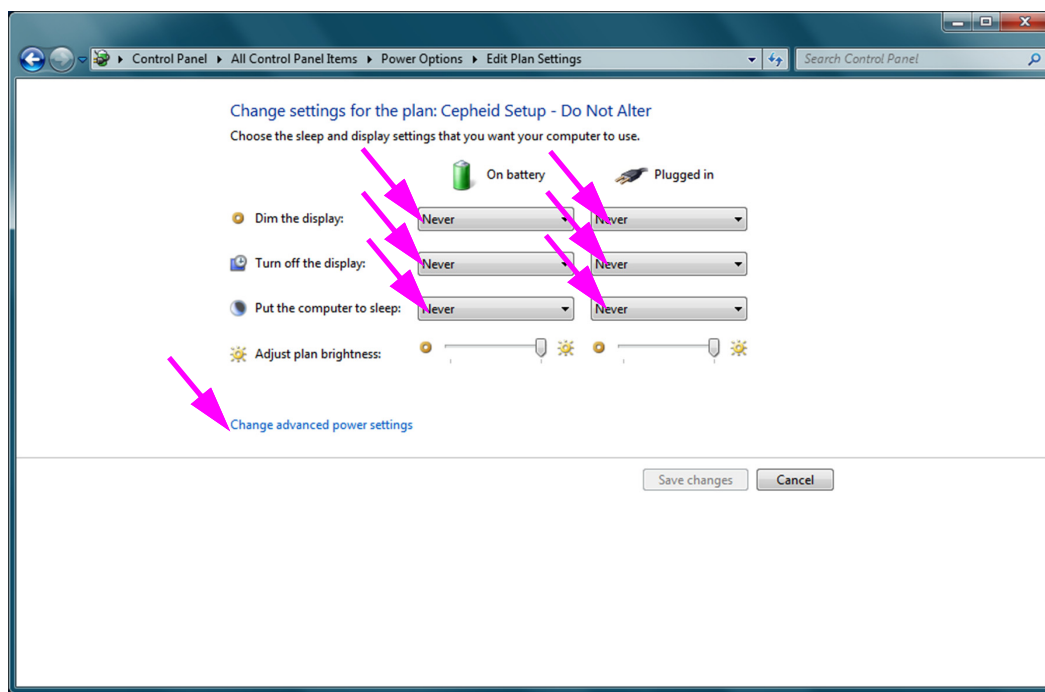 Control Panel All Control Panel Items Power Options Edit Plan Settings Search Control Panel
Change settings for the plan: Cepheid Setup - Do Not Alter
Choose the sleep and display settings that you want your computer to use.
On battery Plugged in
Dim the display: Never Never
Turn off the display: Never Never
Put the computer to sleep: Never Never
Adjust plan brightness:
Change advanced power settings
Save changes Cancel